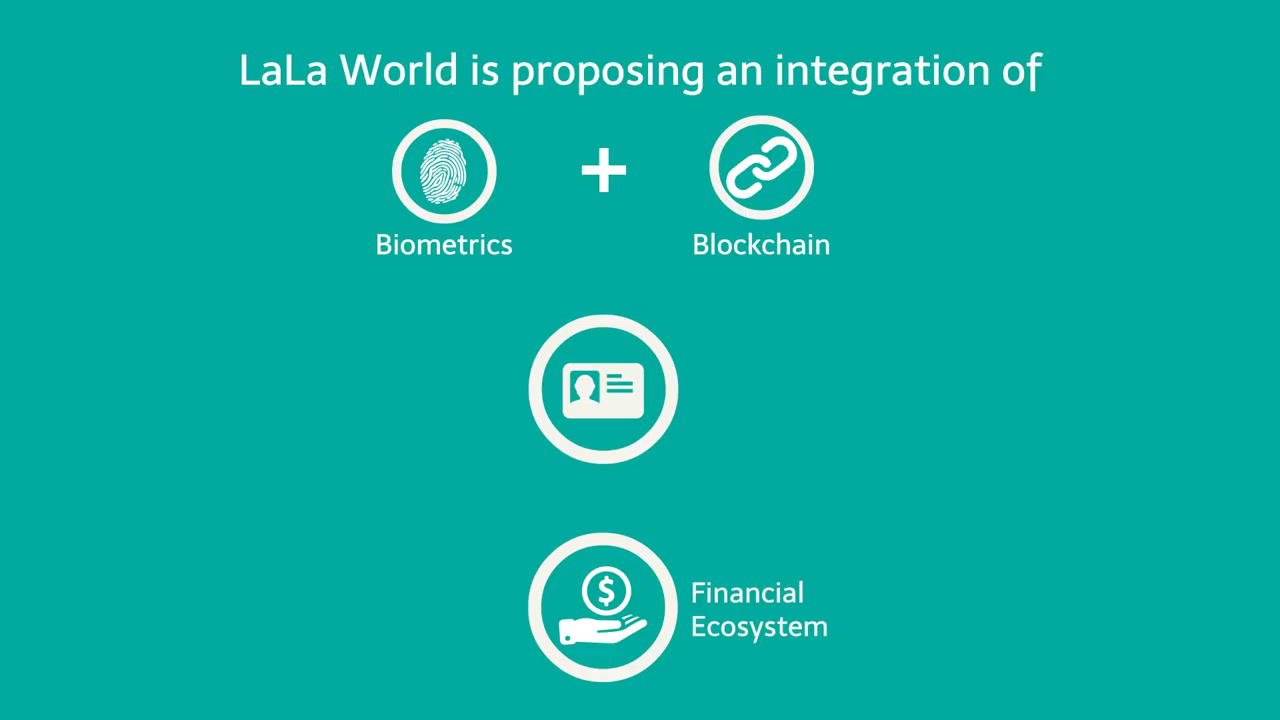 LaLa World is proposing an integration of
+
Biometrics
Blockchain
$
Financial
Ecosystem